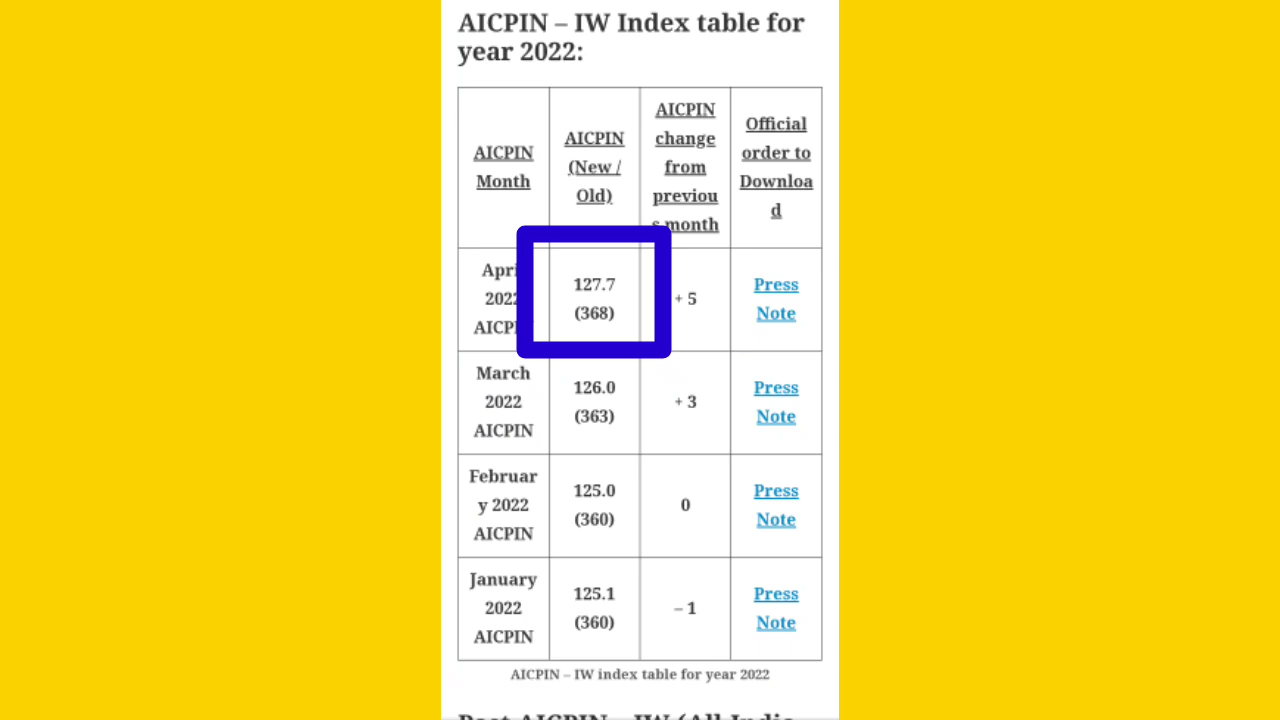 AICPIN – IW Index table for
year 2022:
AICPIN
Month
AICPIN
(New /
Old)
AICPIN
change
from
previou
s month
Official
order to
Downloa
d
2022
127.7
(368)
+ 5
Press
Note
March
2022
AICPIN
126.0
(363)
+ 3
Press
Note
Februar
y 2022
AICPIN
125.0
(360)
0
Press
Note
January
2022
AICPIN
125.1
(360)
– 1
Press
Note
AICPIN – IW index table for year 2022